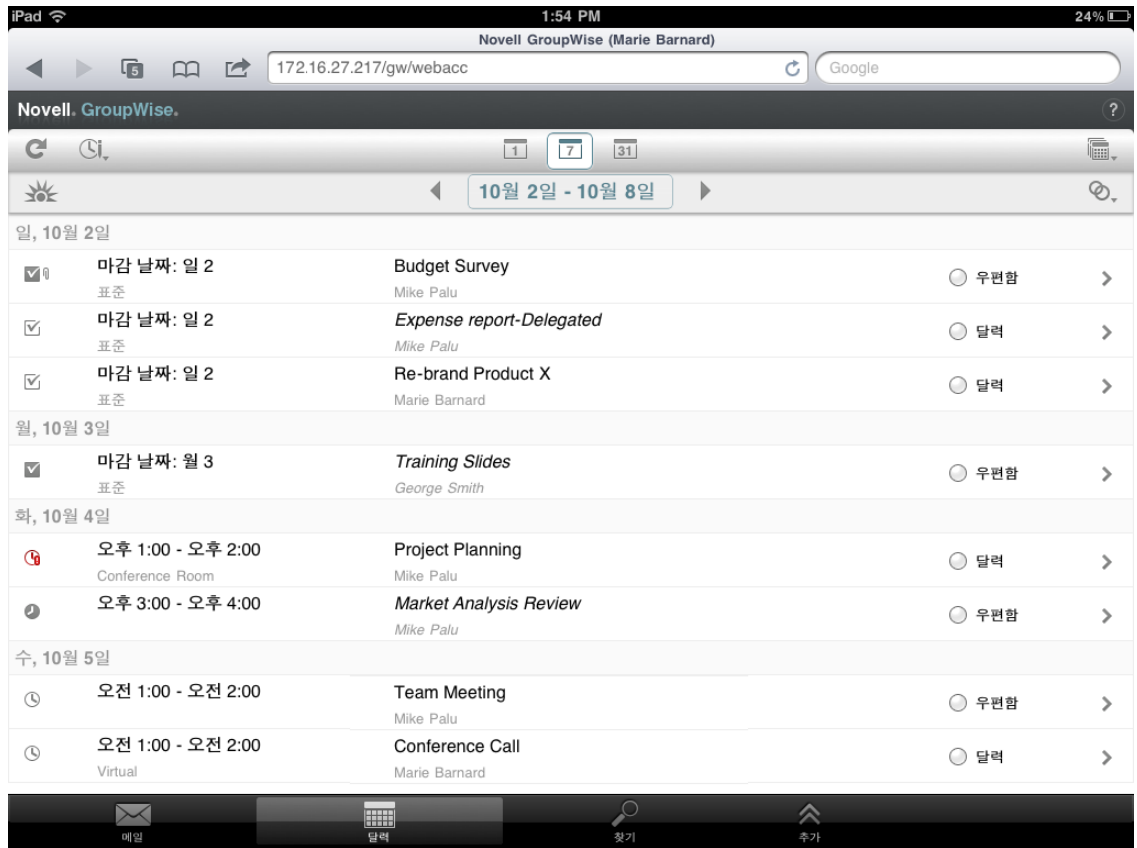 iPad 1:54 PM 24%
Novell GroupWise (Marie Barnard)
5 172.16.27.217/gw/webacc Google
Novell. GroupWise. ?
1 7 31
10월 2일 - 10월 8일
일, 10월 2일
마감 날짜: 일 2 Budget Survey 우편함
표준 Mike Palu
마감 날짜: 일 2 Expense report-Delegated 달력
표준 Mike Palu
마감 날짜: 일 2 Re-brand Product X 달력
표준 Marie Barnard
월, 10월 3일
마감 날짜: 월 3 Training Slides 우편함
표준 George Smith
화, 10월 4일
오후 1:00 - 오후 2:00 Project Planning 달력
Conference Room Mike Palu
오후 3:00 - 오후 4:00 Market Analysis Review 우편함
Mike Palu
수, 10월 5일
오전 1:00 - 오전 2:00 Team Meeting 우편함
Mike Palu
오전 1:00 - 오전 2:00 Conference Call 달력
Virtual Marie Barnard
메일 달력 찾기 추가